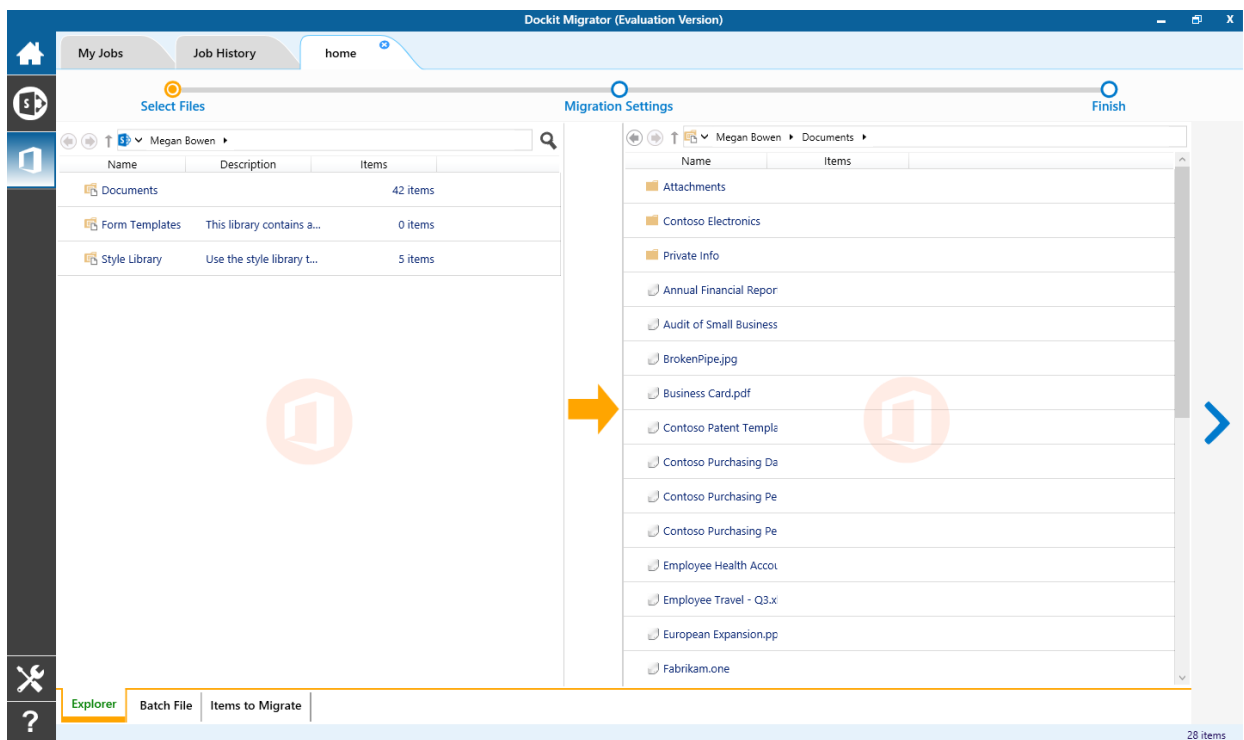 Dockit Migrator (Evaluation Version)
My Jobs Job History home
Select Files Migration Settings Finish
Megan Bowen
Name Description Items
Documents 42 items
Form Templates This library contains a... 0 items
Style Library Use the style library t... 5 items
Megan Bowen Documents
Name Items
Attachments
Contoso Electronics
Private Info
Annual Financial Repor
Audit of Small Business
BrokenPipe.jpg
Business Card.pdf
Contoso Patent Templa
Contoso Purchasing Da
Contoso Purchasing Pe
Contoso Purchasing Pe
Employee Health Accou
Employee Travel - Q3.x
European Expansion.pp
Fabrikam.one
Explorer Batch File Items to Migrate
28 items